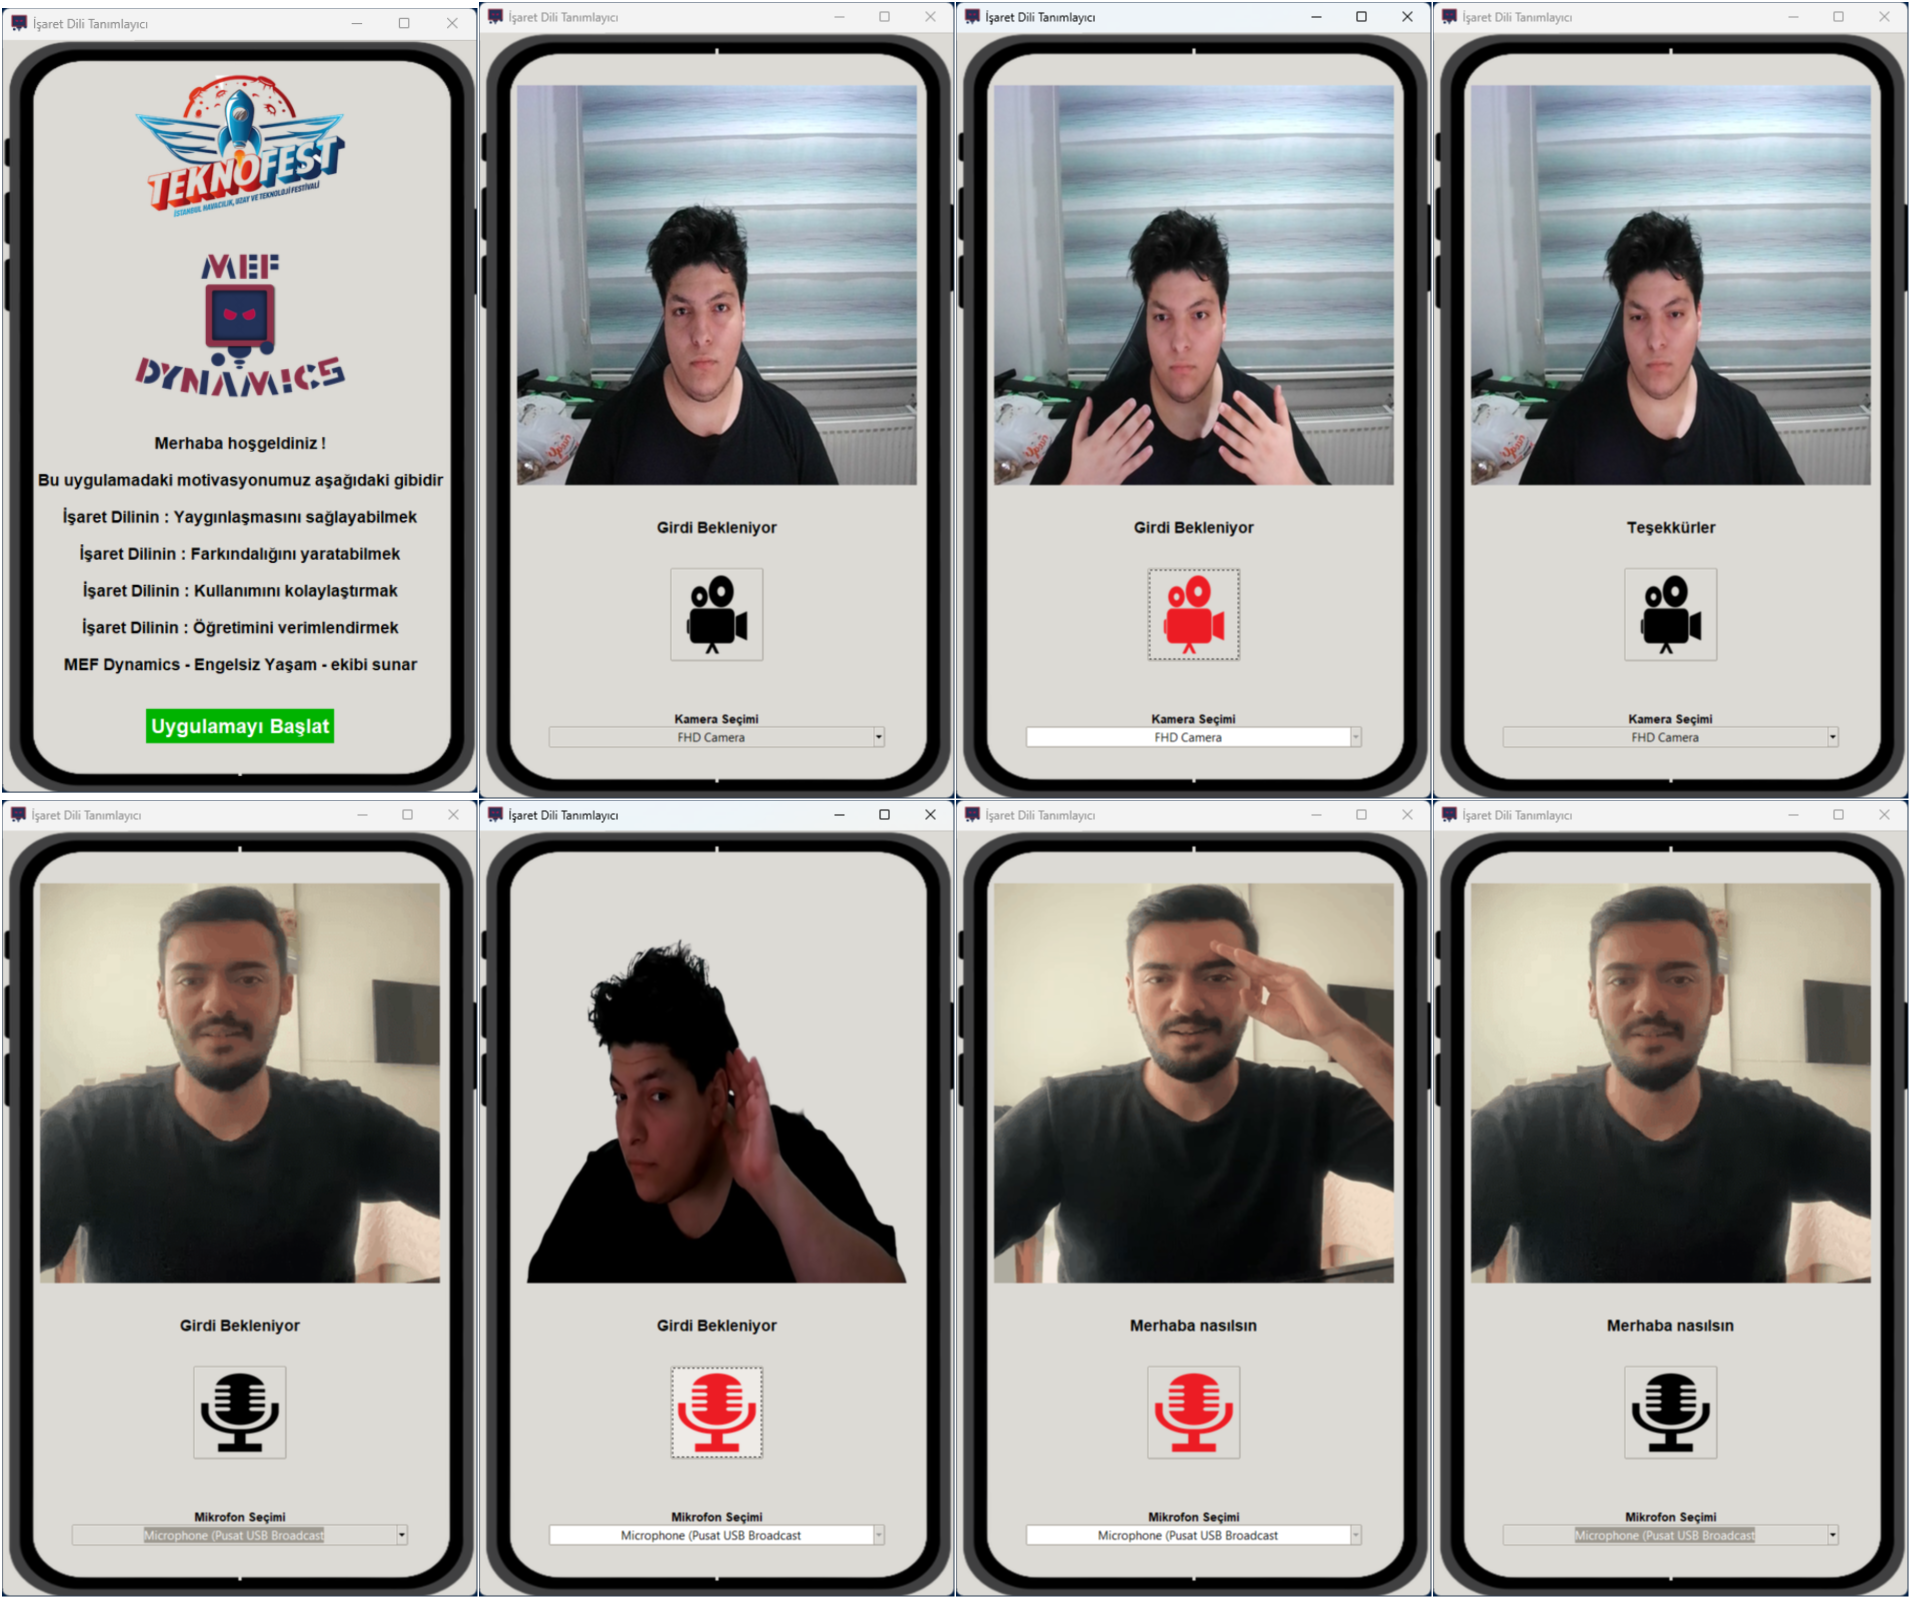 İşaret Dili Tanımlayıcı
TEKNOFEST
İSTANBUL HAVACILIK, UZAY VE TEKNOLOJİ FESTİVALİ
MEF
DYNAMICS
Merhaba hoşgeldiniz !
Bu uygulamadaki motivasyonumuz aşağıdaki gibidir
İşaret Dilinin : Yaygınlaşmasını sağlayabilmek
İşaret Dilinin : Farkındalığını yaratabilmek
İşaret Dilinin : Kullanımını kolaylaştırmak
İşaret Dilinin : Öğretimini verimlendirmek
MEF Dynamics - Engelsiz Yaşam - ekibi sunar
Uygulamayı Başlat
İşaret Dili Tanımlayıcı
Girdi Bekleniyor
Kamera Seçimi
FHD Camera
İşaret Dili Tanımlayıcı
Girdi Bekleniyor
Kamera Seçimi
FHD Camera
İşaret Dili Tanımlayıcı
Teşekkürler
Kamera Seçimi
FHD Camera
İşaret Dili Tanımlayıcı
Girdi Bekleniyor
Mikrofon Seçimi
Microphone (Pusat USB Broadcast
İşaret Dili Tanımlayıcı
Girdi Bekleniyor
Mikrofon Seçimi
Microphone (Pusat USB Broadcast
İşaret Dili Tanımlayıcı
Merhaba nasılsın
Mikrofon Seçimi
Microphone (Pusat USB Broadcast
İşaret Dili Tanımlayıcı
Merhaba nasılsın
Mikrofon Seçimi
Microphone (Pusat USB Broadcast